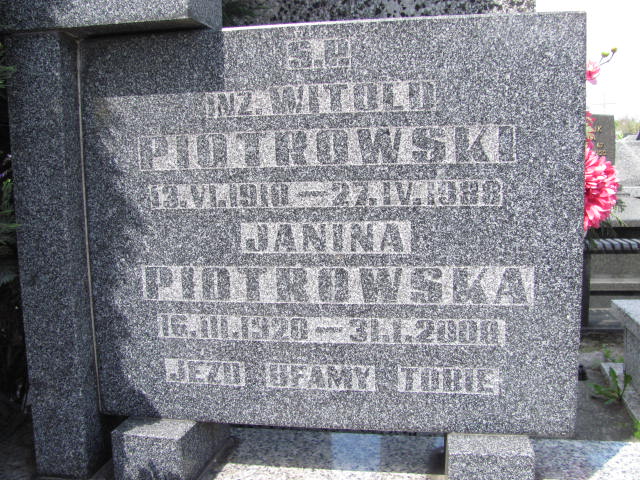 Ś.P.
INŻ. WITOLD
PIOTROWSKI
13.VI.1910 — 27.IV.1988
JANINA
PIOTROWSKA
16.III.1920 — 31.I.2008
JEZU UFAMY TOBIE